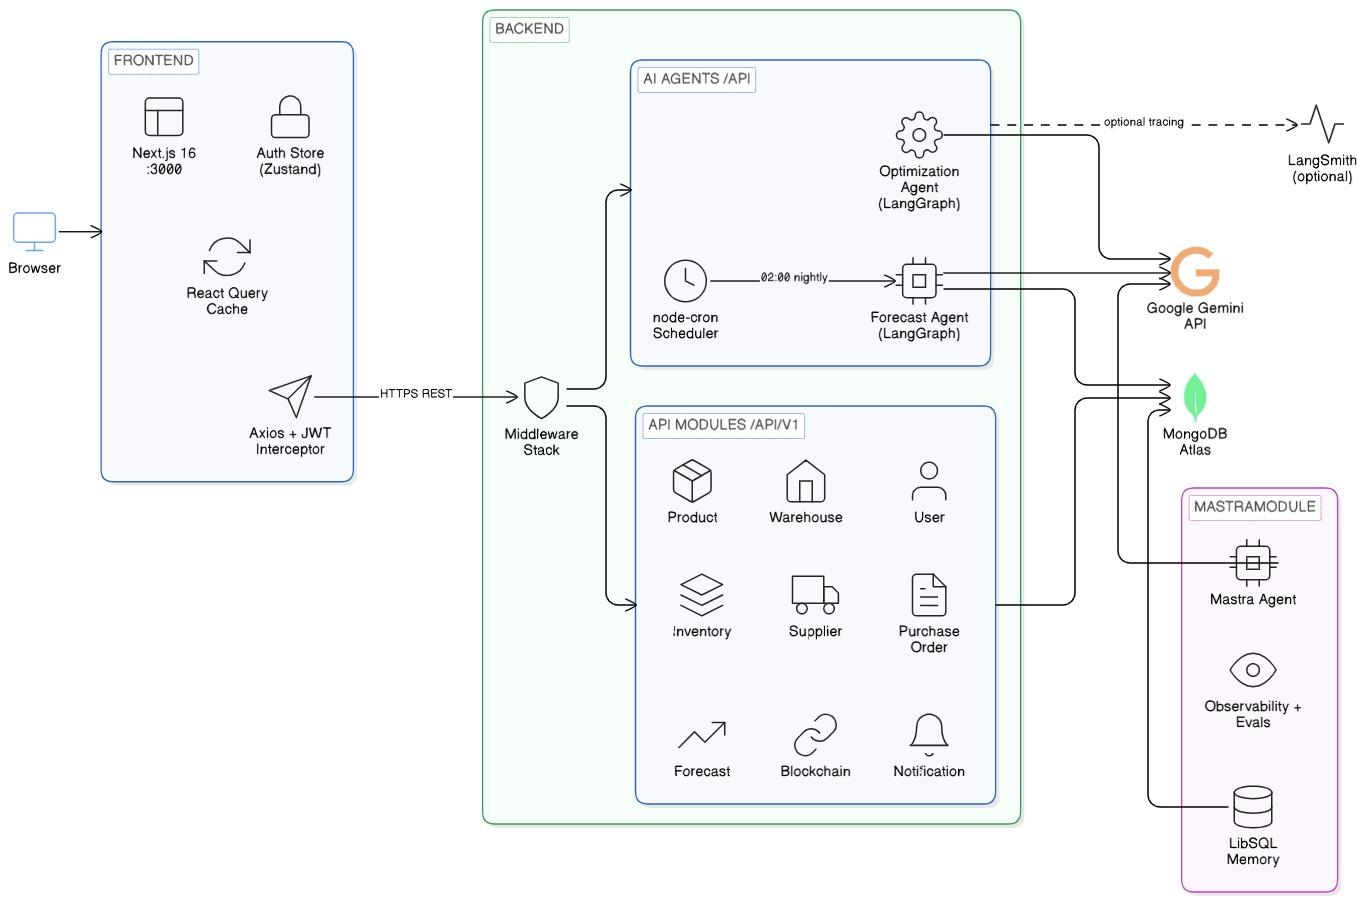 FRONTEND
Next.js 16
:3000
Auth Store
(Zustand)
Browser
React Query
Cache
Axios + JWT
Interceptor
HTTPS REST
BACKEND
Middleware
Stack
AI AGENTS /API
Optimization
Agent
(LangGraph)
node-cron
Scheduler
02:00 nightly
Forecast Agent
(LangGraph)
API MODULES /API/V1
Product
Warehouse
User
Inventory
Supplier
Purchase
Order
Forecast
Blockchain
Notification
optional tracing
LangSmith
(optional)
Google Gemini
API
MongoDB
Atlas
MASTRAMODULE
Mastra Agent
Observability +
Evals
LibSQL
Memory